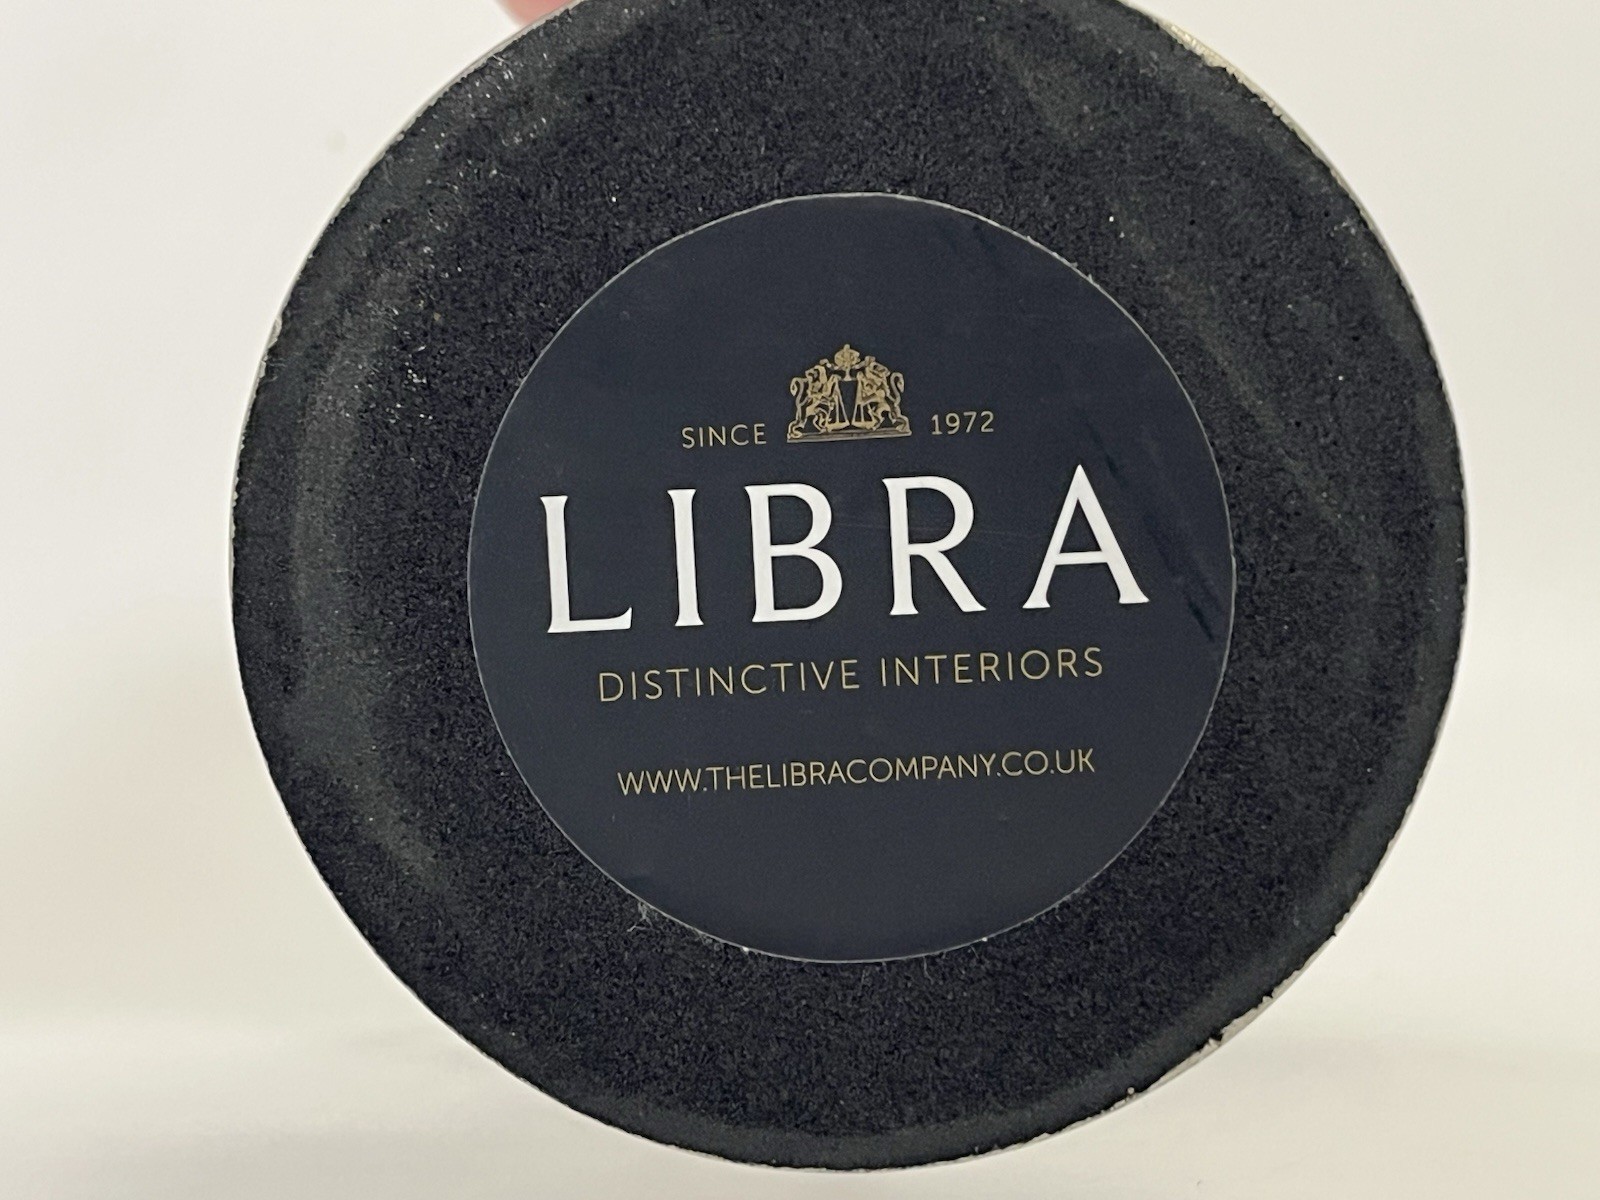 SINCE 1972
LIBRA
DISTINCTIVE INTERIORS
WWW.THELIBRACOMPANY.CO.UK